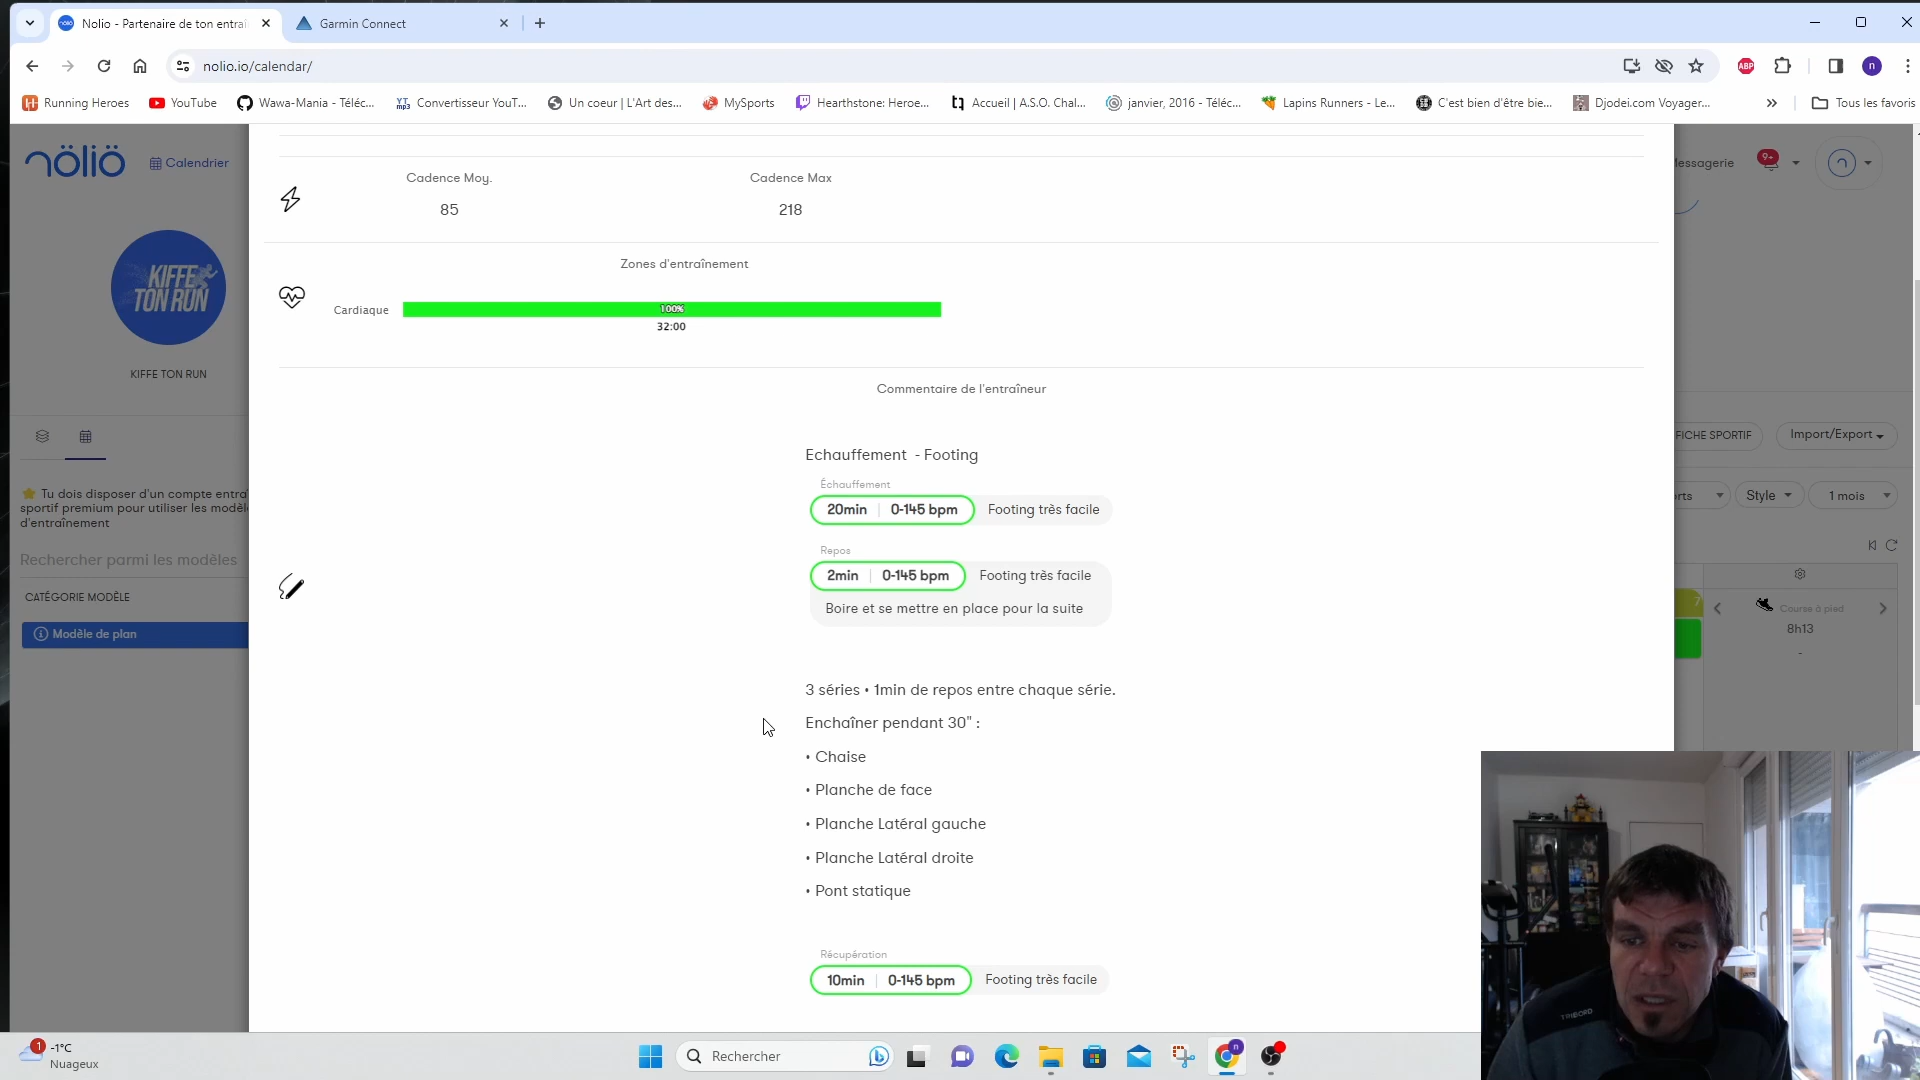 Nolio - Partenaire de ton entraî
Garmin Connect
nolio.io/calendar/
ABP
n
Running Heroes
YouTube
Wawa-Mania - Téléc...
Convertisseur YouT...
Un coeur | L'Art des...
MySports
Hearthstone: Heroe...
Accueil | A.S.O. Chal...
janvier, 2016 - Téléc...
Lapins Runners - Le...
C'est bien d'être bie...
Djodei.com Voyager...
Tous les favoris
nöliö
Calendrier
essagerie
9+
Cadence Moy.
Cadence Max
85
218
Zones d'entraînement
Cardiaque
100%
32:00
KIFFE
TON RUN
KIFFE TON RUN
Commentaire de l'entraîneur
FICHE SPORTIF
Import/Export
Tu dois disposer d'un compte entra
sportif premium pour utiliser les modèl
d'entraînement
Rechercher parmi les modèles
CATÉGORIE MODÈLE
Modèle de plan
Echauffement - Footing
Échauffement
20min
0-145 bpm
Footing très facile
Repos
2min
0-145 bpm
Footing très facile
Boire et se mettre en place pour la suite
3 séries • 1min de repos entre chaque série.
Enchaîner pendant 30" :
• Chaise
• Planche de face
• Planche Latéral gauche
• Planche Latéral droite
• Pont statique
Récupération
10min
0-145 bpm
Footing très facile
rts
Style
1 mois
7
Course à pied
8h13
-
1
-1°C
Nuageux
Rechercher